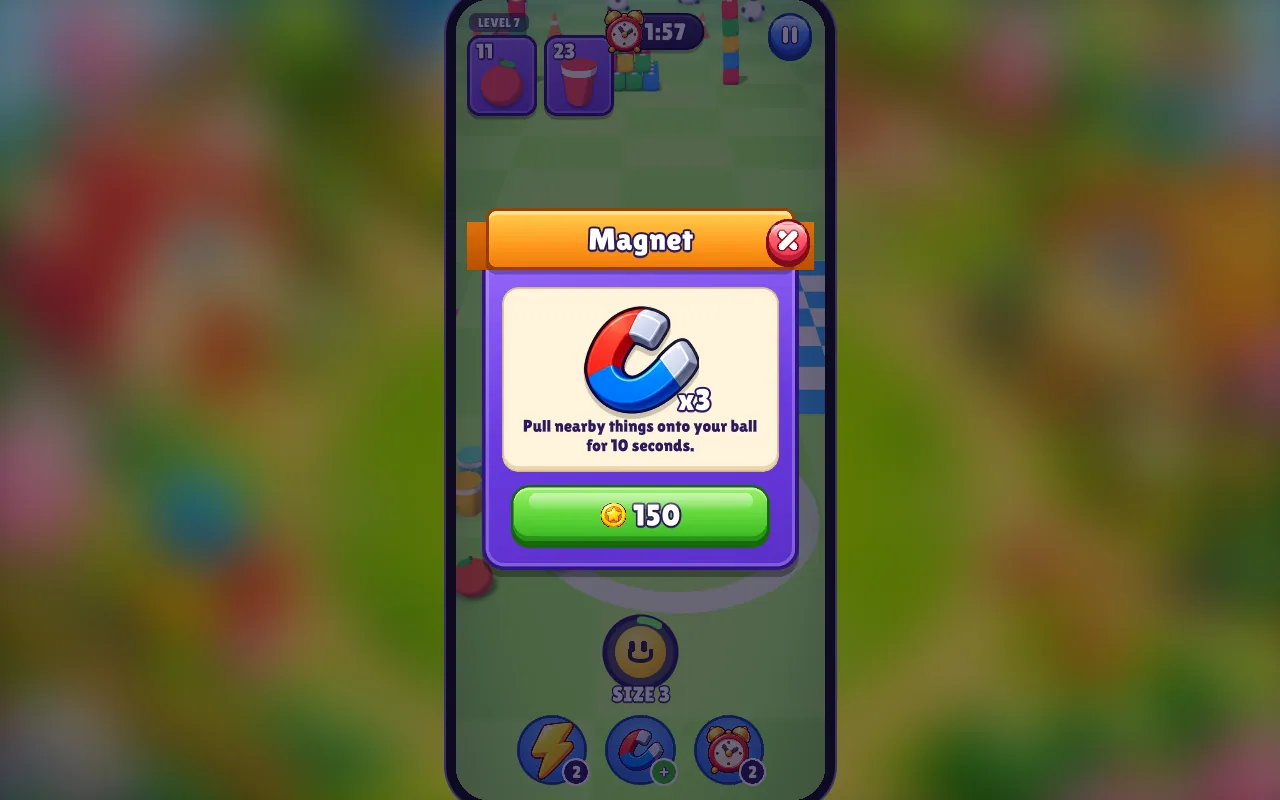 LEVEL 7
11
23
1:57
Magnet
x3
Pull nearby things onto your ball
for 10 seconds.
150
SIZE 3
2
+
2